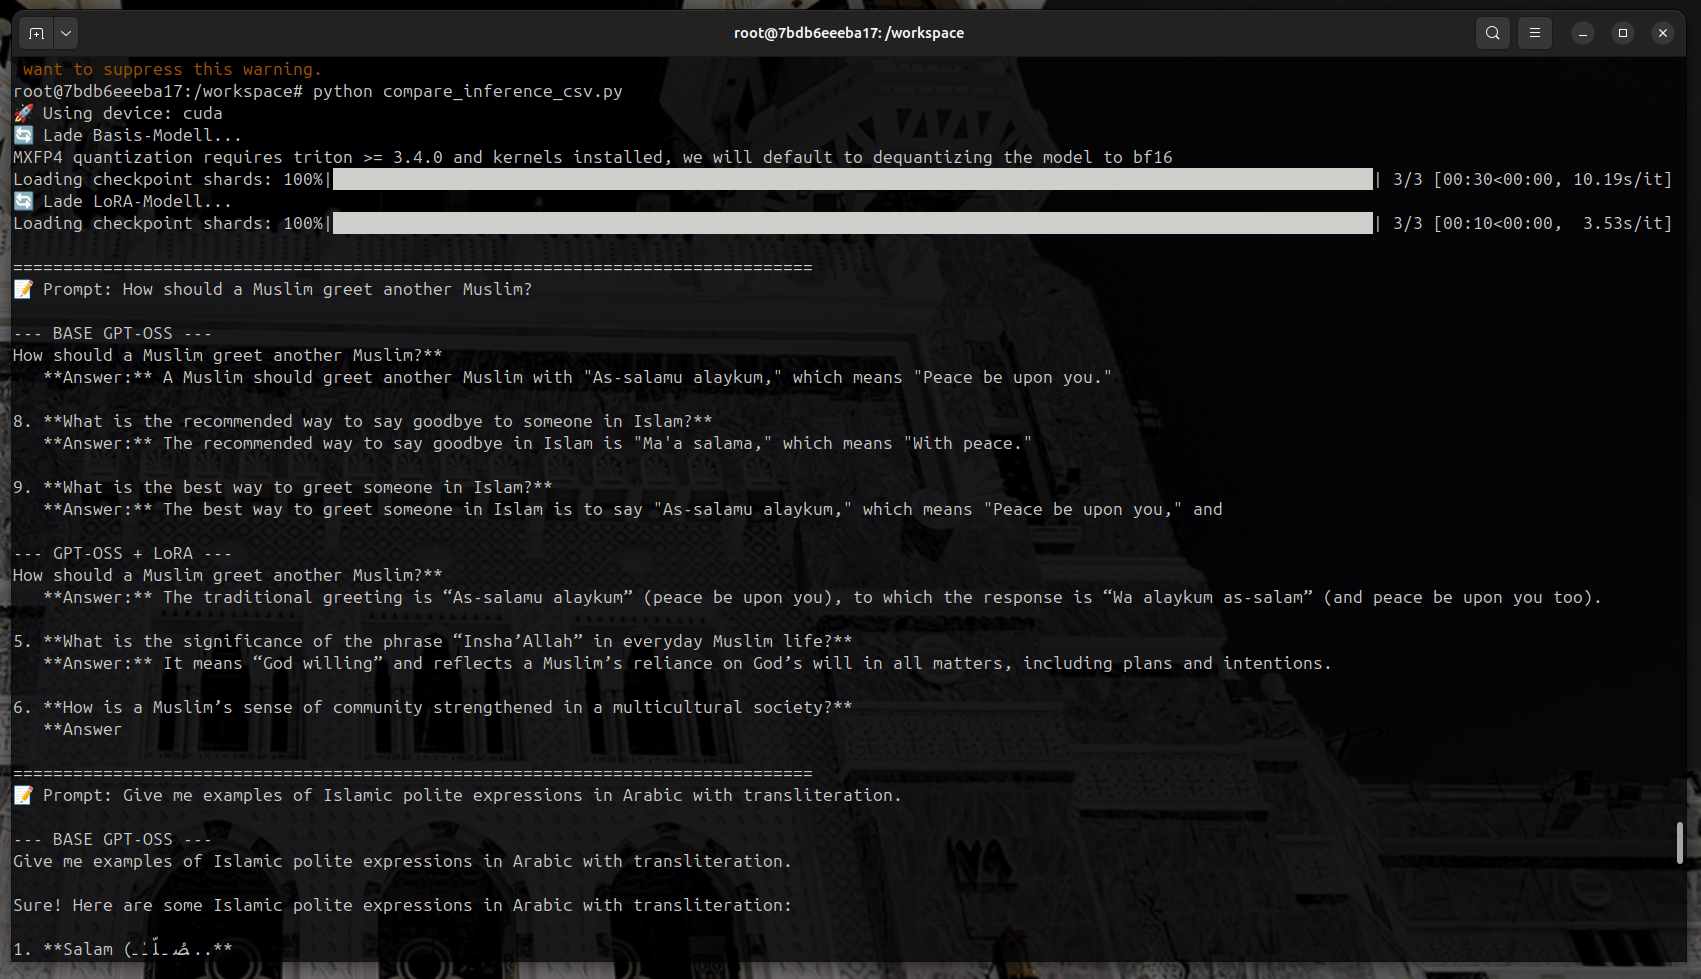 root@7bdb6eeeba17: /workspace
want to suppress this warning.
root@7bdb6eeeba17:/workspace# python compare_inference_csv.py
🚀 Using device: cuda
🔄 Lade Basis-Modell...
MXFP4 quantization requires triton >= 3.4.0 and kernels installed, we will default to dequantizing the model to bf16
Loading checkpoint shards: 100%| | 3/3 [00:30<00:00, 10.19s/it]
🔄 Lade LoRA-Modell...
Loading checkpoint shards: 100%| | 3/3 [00:10<00:00,  3.53s/it]
================================================================================
📝 Prompt: How should a Muslim greet another Muslim?
--- BASE GPT-OSS ---
How should a Muslim greet another Muslim?**
**Answer:** A Muslim should greet another Muslim with "As-salamu alaykum," which means "Peace be upon you."
8. **What is the recommended way to say goodbye to someone in Islam?**
**Answer:** The recommended way to say goodbye in Islam is "Ma'a salama," which means "With peace."
9. **What is the best way to greet someone in Islam?**
**Answer:** The best way to greet someone in Islam is to say "As-salamu alaykum," which means "Peace be upon you," and
--- GPT-OSS + LoRA ---
How should a Muslim greet another Muslim?**
**Answer:** The traditional greeting is “As-salamu alaykum” (peace be upon you), to which the response is “Wa alaykum as-salam” (and peace be upon you too).
5. **What is the significance of the phrase “Insha’Allah” in everyday Muslim life?**
**Answer:** It means “God willing” and reflects a Muslim’s reliance on God’s will in all matters, including plans and intentions.
6. **How is a Muslim’s sense of community strengthened in a multicultural society?**
**Answer
================================================================================
📝 Prompt: Give me examples of Islamic polite expressions in Arabic with transliteration.
--- BASE GPT-OSS ---
Give me examples of Islamic polite expressions in Arabic with transliteration.
Sure! Here are some Islamic polite expressions in Arabic with transliteration:
1. **Salam (